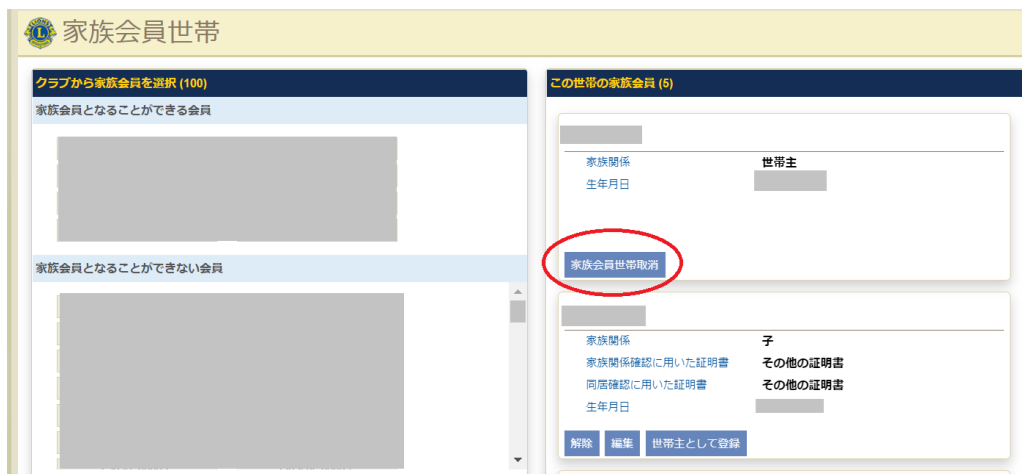 家族会員世帯
クラブから家族会員を選択 (100)
家族会員となることができる会員
家族会員となることができない会員
この世帯の家族会員 (5)
家族関係 世帯主
生年月日
家族会員世帯取消
家族関係 子
家族関係確認に用いた証明書 その他の証明書
同居確認に用いた証明書 その他の証明書
生年月日
解除 編集 世帯主として登録